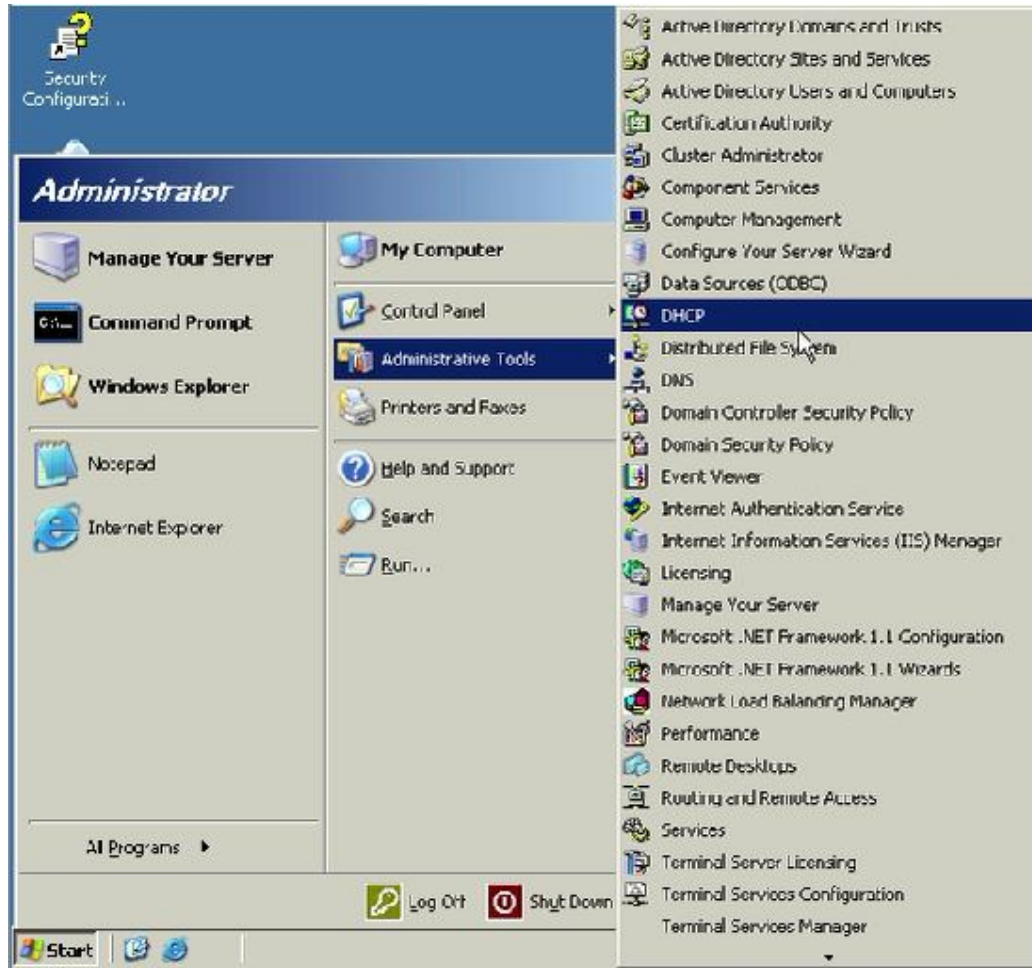 Security
Configurati...
Administrator
Manage Your Server
Command Prompt
Windows Explorer
Notepad
Internet Explorer
All Programs
My Computer
Control Panel
Administrative Tools
Printers and Faxes
Help and Support
Search
Run...
Log Off
Shut Down
Start
Active Directory Domains and Trusts
Active Directory Sites and Services
Active Directory Users and Computers
Certification Authority
Cluster Administrator
Component Services
Computer Management
Configure Your Server Wizard
Data Sources (ODBC)
DHCP
Distributed File System
DNS
Domain Controller Security Policy
Domain Security Policy
Event Viewer
Internet Authentication Service
Internet Information Services (IIS) Manager
Licensing
Manage Your Server
Microsoft .NET Framework 1.1 Configuration
Microsoft .NET Framework 1.1 Wizards
Network Load Balancing Manager
Performance
Remote Desktops
Routing and Remote Access
Services
Terminal Server Licensing
Terminal Services Configuration
Terminal Services Manager